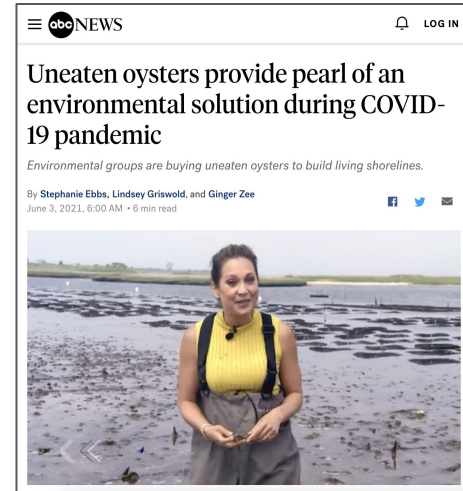 abc NEWS
LOG IN
Uneaten oysters provide pearl of an
environmental solution during COVID-
19 pandemic
Environmental groups are buying uneaten oysters to build living shorelines.
By Stephanie Ebbs, Lindsey Griswold, and Ginger Zee
June 3, 2021, 6:00 AM • 6 min read